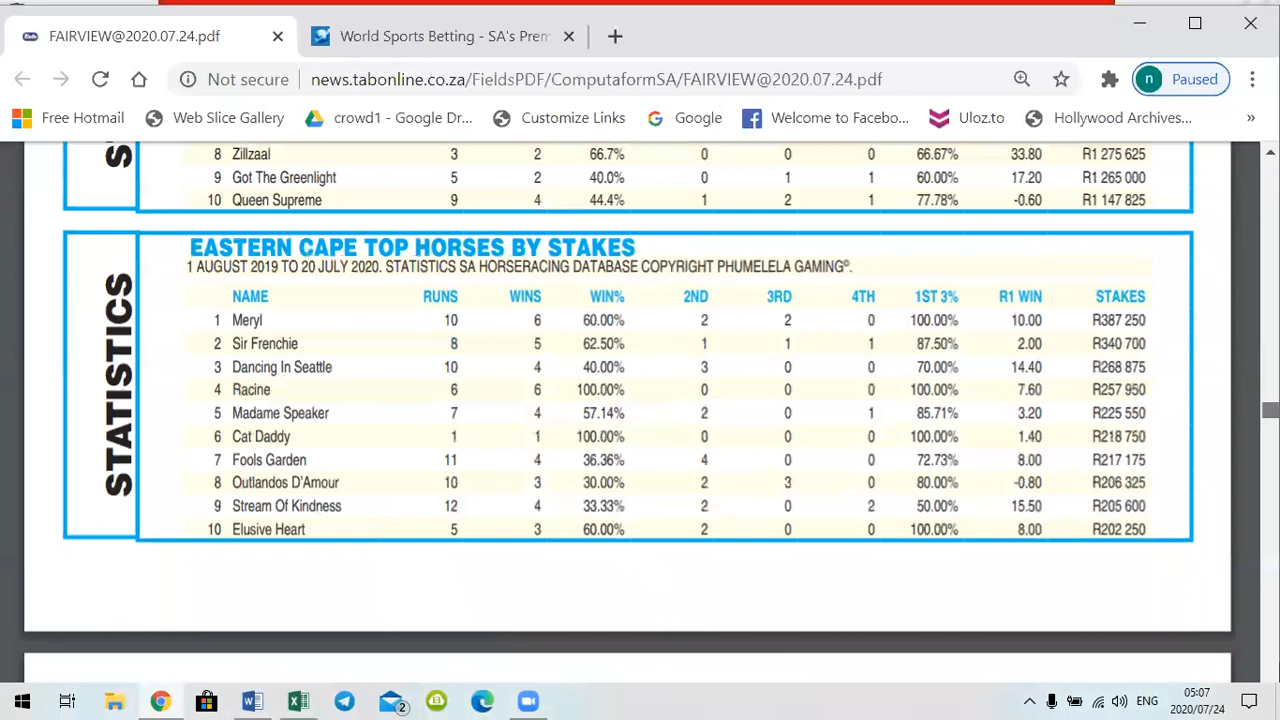 FAIRVIEW@2020.07.24.pdf
World Sports Betting - SA's Prem
Not secure news.tabonline.co.za/FieldsPDF/ComputaformSA/FAIRVIEW@2020.07.24.pdf n Paused
Free Hotmail Web Slice Gallery crowd1 - Google Dr... Customize Links Google Welcome to Facebo... Uloz.to Hollywood Archives... »
8 Zillzaal 3 2 66.7% 0 0 0 66.67% 33.80 R1 275 625
9 Got The Greenlight 5 2 40.0% 0 1 1 60.00% 17.20 R1 265 000
10 Queen Supreme 9 4 44.4% 1 2 1 77.78% -0.60 R1 147 825
STATISTICS
EASTERN CAPE TOP HORSES BY STAKES
1 AUGUST 2019 TO 20 JULY 2020. STATISTICS SA HORSERACING DATABASE COPYRIGHT PHUMELELA GAMING©.
NAME RUNS WINS WIN% 2ND 3RD 4TH 1ST 3% R1 WIN STAKES
1 Meryl 10 6 60.00% 2 2 0 100.00% 10.00 R387 250
2 Sir Frenchie 8 5 62.50% 1 1 1 87.50% 2.00 R340 700
3 Dancing In Seattle 10 4 40.00% 3 0 0 70.00% 14.40 R268 875
4 Racine 6 6 100.00% 0 0 0 100.00% 7.60 R257 950
5 Madame Speaker 7 4 57.14% 2 0 1 85.71% 3.20 R225 550
6 Cat Daddy 1 1 100.00% 0 0 0 100.00% 1.40 R218 750
7 Fools Garden 11 4 36.36% 4 0 0 72.73% 8.00 R217 175
8 Outlandos D'Amour 10 3 30.00% 2 3 0 80.00% -0.80 R206 325
9 Stream Of Kindness 12 4 33.33% 2 0 2 50.00% 15.50 R205 600
10 Elusive Heart 5 3 60.00% 2 0 0 100.00% 8.00 R202 250
2 ENG 05:07
2020/07/24